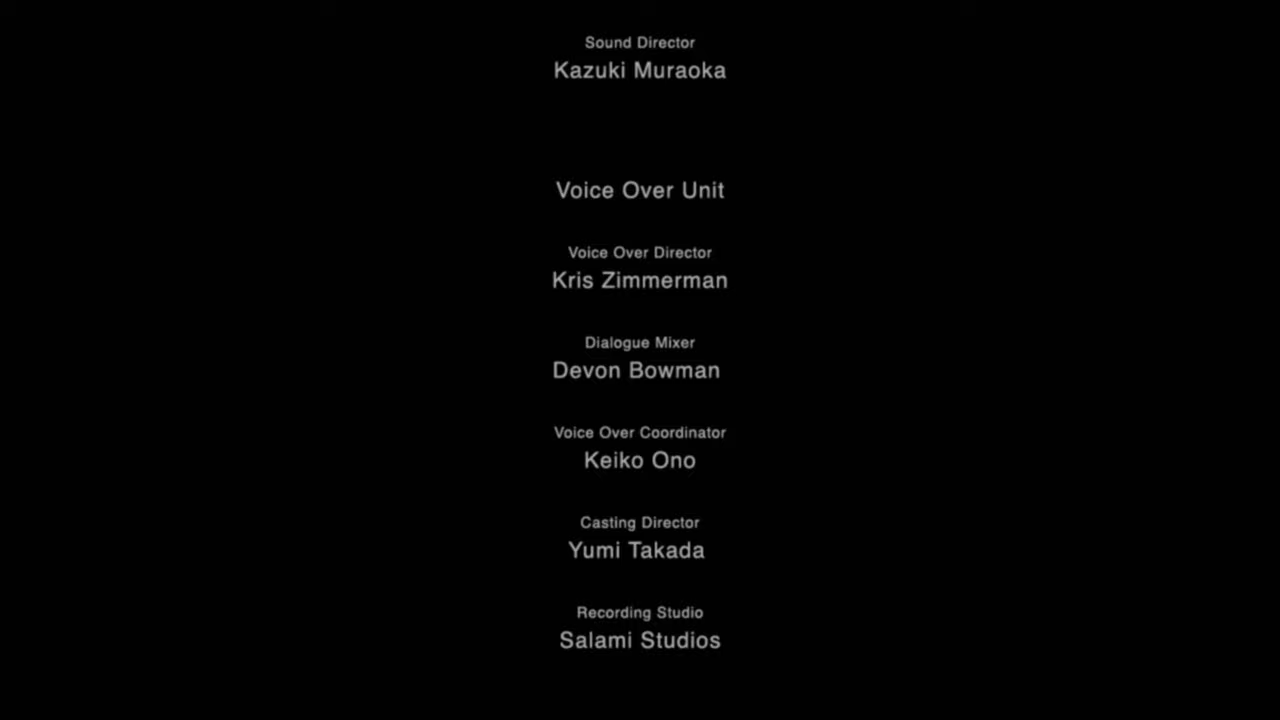 Sound Director
Kazuki Muraoka
Voice Over Unit
Voice Over Director
Kris Zimmerman
Dialogue Mixer
Devon Bowman
Voice Over Coordinator
Keiko Ono
Casting Director
Yumi Takada
Recording Studio
Salami Studios